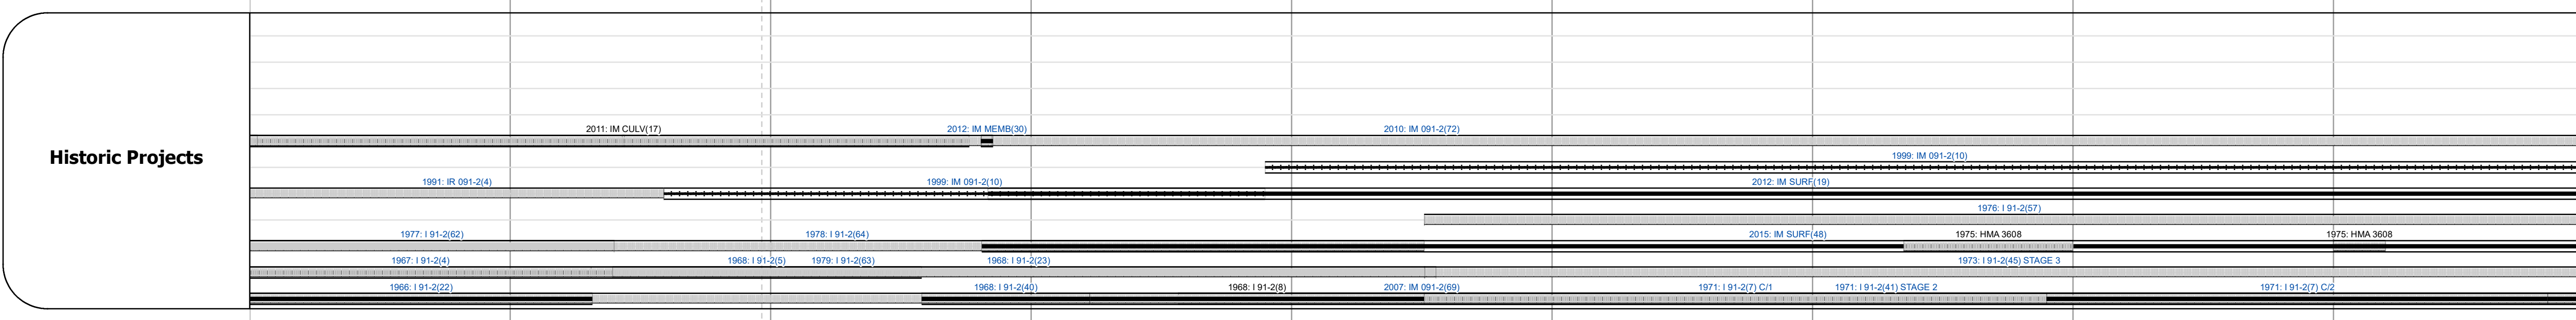 Historic Projects
2011: IM CULV(17) 2012: IM MEMB(30) 2010: IM 091-2(72)
1999: IM 091-2(10)
1991: IR 091-2(4) 1999: IM 091-2(10) 2012: IM SURF(19)
1976: I 91-2(57)
1977: I 91-2(62) 1978: I 91-2(64) 2015: IM SURF(48) 1975: HMA 3608 1975: HMA 3608
1967: I 91-2(4) 1968: I 91-2(5) 1979: I 91-2(63) 1968: I 91-2(23) 1973: I 91-2(45) STAGE 3
1966: I 91-2(22) 1968: I 91-2(40) 1968: I 91-2(8) 2007: IM 091-2(69) 1971: I 91-2(7) C/1 1971: I 91-2(41) STAGE 2 1971: I 91-2(7) C/2